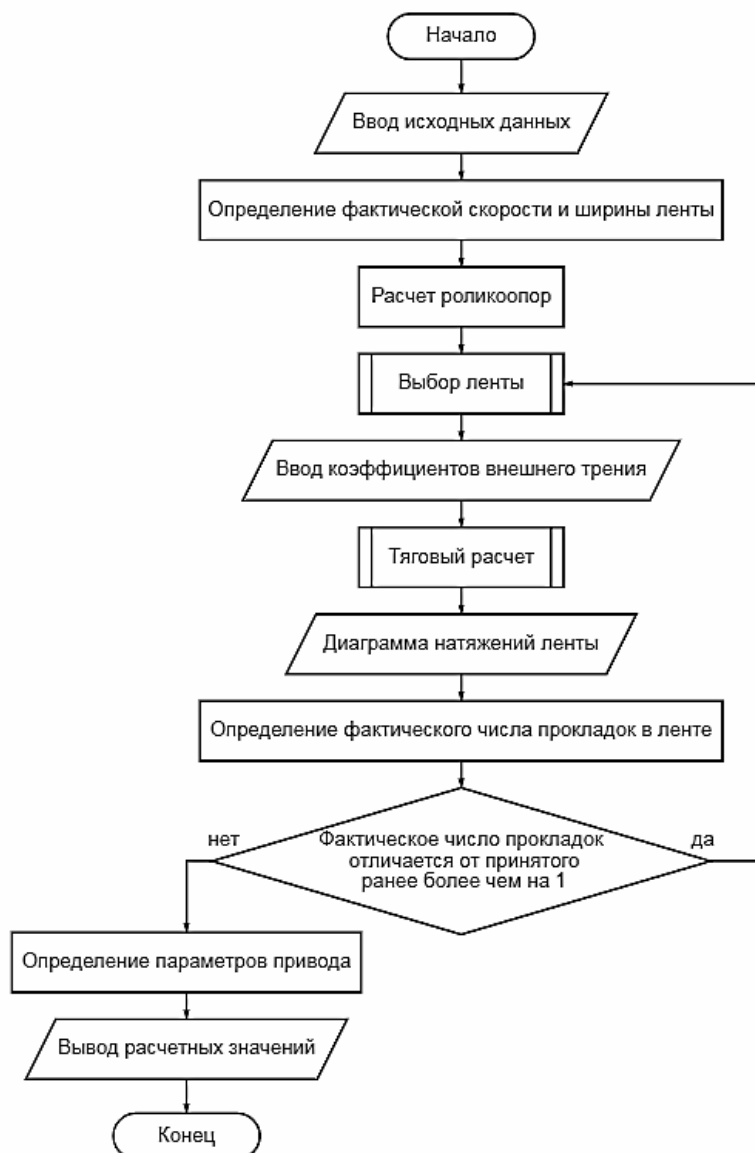 Начало
Ввод исходных данных
Определение фактической скорости и ширины ленты
Расчет роликоопор
Выбор ленты
Ввод коэффициентов внешнего трения
Тяговый расчет
Диаграмма натяжений ленты
Определение фактического числа прокладок в ленте
нет
Фактическое число прокладок
отличается от принятого
ранее более чем на 1
да
Определение параметров привода
Вывод расчетных значений
Конец